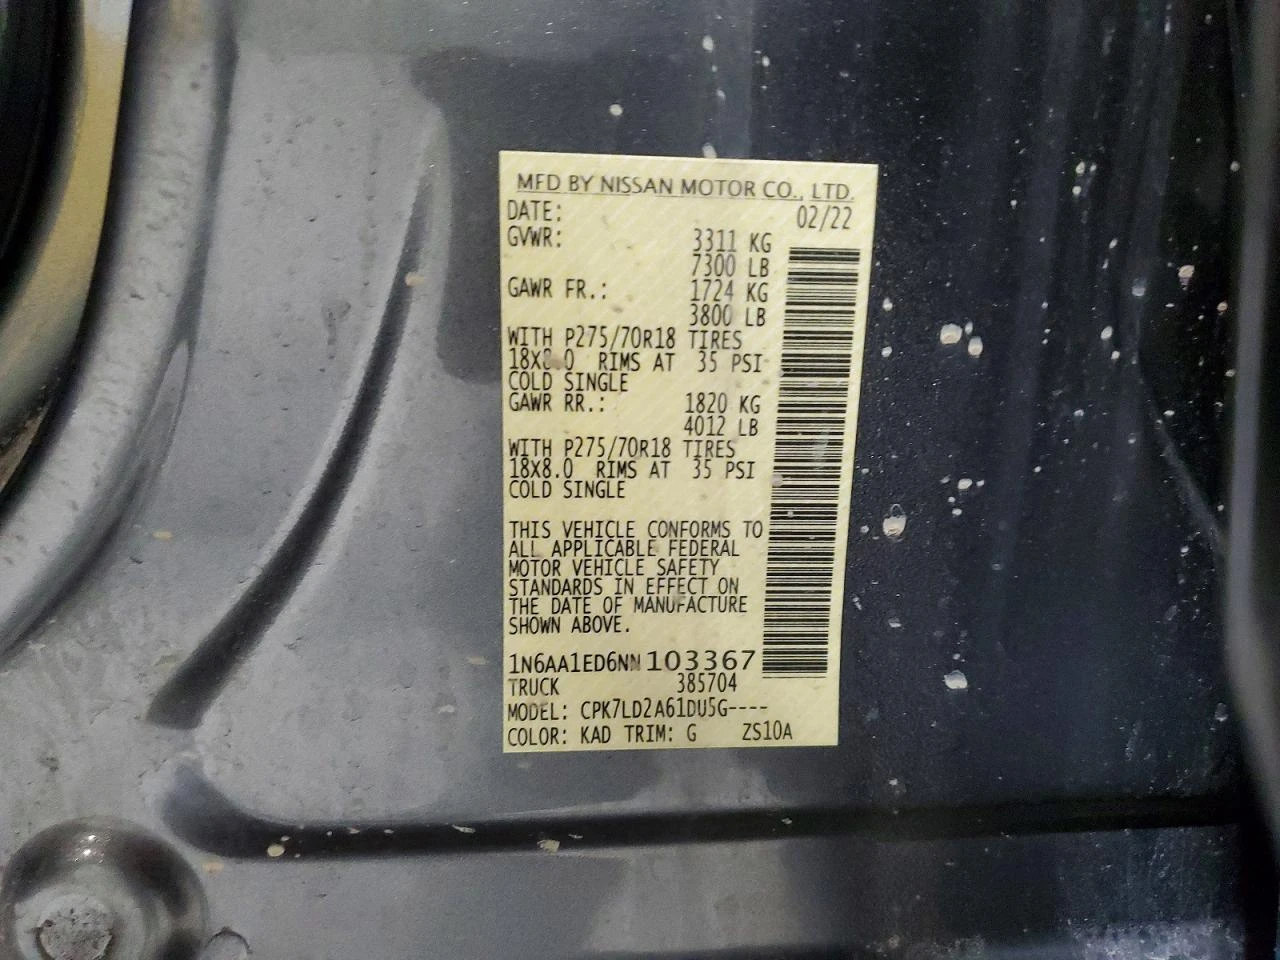 MFD BY NISSAN MOTOR CO., LTD.
DATE: 02/22
GVWR: 3311 KG
7300 LB
GAWR FR.: 1724 KG
3800 LB
WITH P275/70R18 TIRES
18X8.0 RIMS AT 35 PSI
COLD SINGLE
GAWR RR.: 1820 KG
4012 LB
WITH P275/70R18 TIRES
18X8.0 RIMS AT 35 PSI
COLD SINGLE
THIS VEHICLE CONFORMS TO
ALL APPLICABLE FEDERAL
MOTOR VEHICLE SAFETY
STANDARDS IN EFFECT ON
THE DATE OF MANUFACTURE
SHOWN ABOVE.
1N6AA1ED6NN103367
TRUCK 385704
MODEL: CPK7LD2A61DU5G----
COLOR: KAD TRIM: G ZS10A